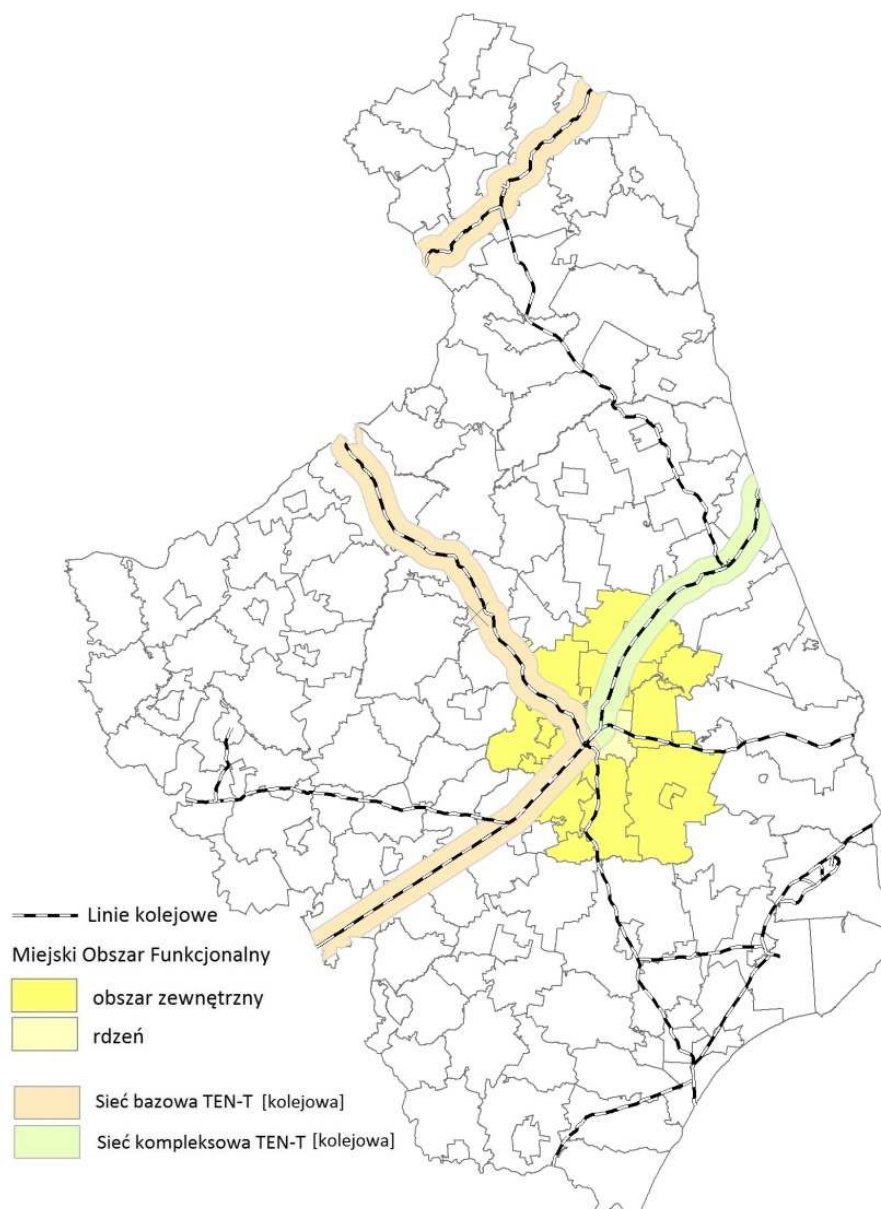 Linie kolejowe
Miejski Obszar Funkcjonalny
obszar zewnętrzny
rdzeń
Sieć bazowa TEN-T [kolejowa]
Sieć kompleksowa TEN-T [kolejowa]